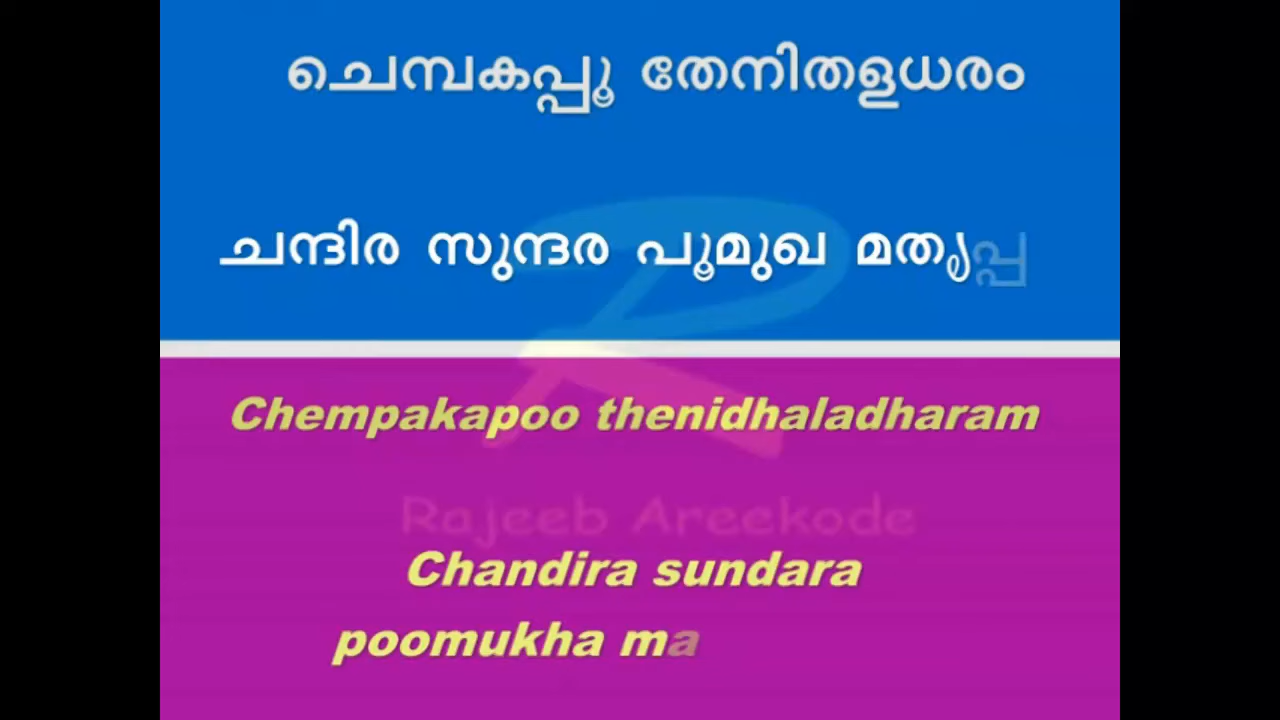 ചെമ്പകപ്പൂ തേനിതളധരം
ചന്ദിര സുന്ദര പൂമുഖ മത്യപ്പ
Chempakapoo thenidhaladharam
Rajeeb Areekode
Chandira sundara
poomukha ma